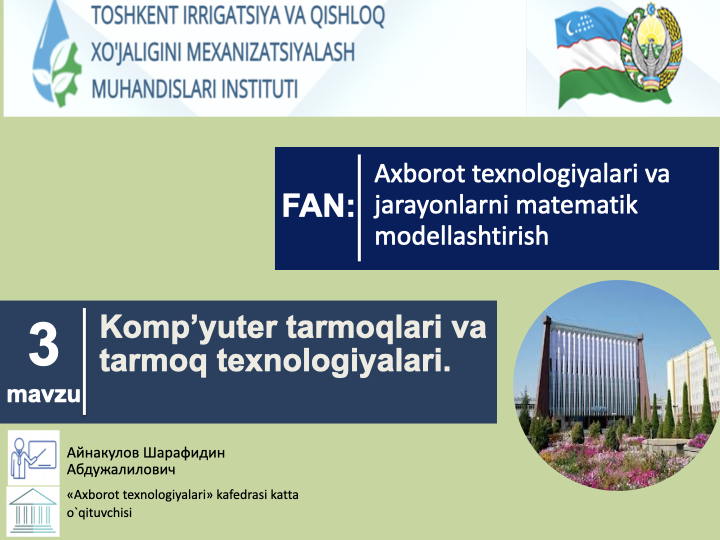 TOSHKENT IRRIGATSIYA VA QISHLOQ
XO'JALIGINI MEXANIZATSIYALASH
MUHANDISLARI INSTITUTI
FAN:
Axborot texnologiyalari va
jarayonlarni matematik
modellashtirish
3
mavzu
Komp’yuter tarmoqlari va
tarmoq texnologiyalari.
Айнакулов Шарафидин
Абдужалилович
«Axborot texnologiyalari» kafedrasi katta
o`qituvchisi